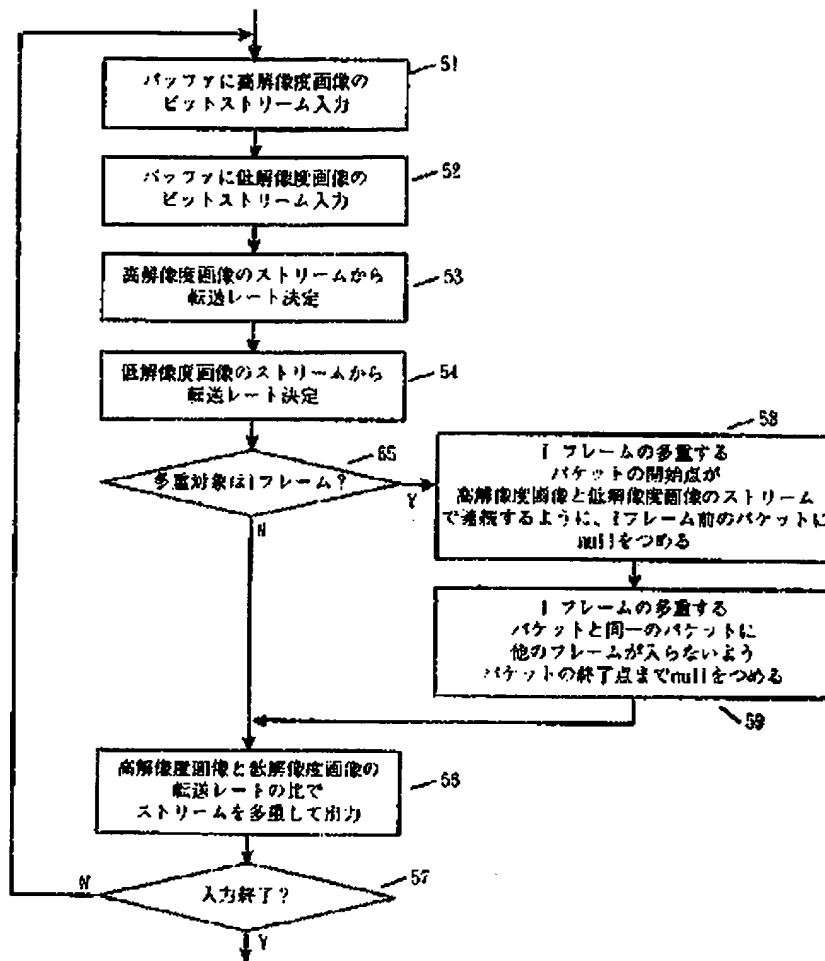 51
バッファに高解像度画像の
ビットストリーム入力
52
バッファに低解像度画像の
ビットストリーム入力
53
高解像度画像のストリームから
転送レート決定
54
低解像度画像のストリームから
転送レート決定
55
多重対象はIフレーム?
Y
N
58
I フレームの多重する
パケットの開始点が
高解像度画像と低解像度画像のストリーム
で連続するように、Iフレーム前のパケットに
nullをつめる
I フレームの多重する
パケットと同一のパケットに
他のフレームが入らないよう
パケットの終了点までnullをつめる
59
高解像度画像と低解像度画像の
転送レートの比で
ストリームを多重して出力
56
入力終了?
57
N
Y